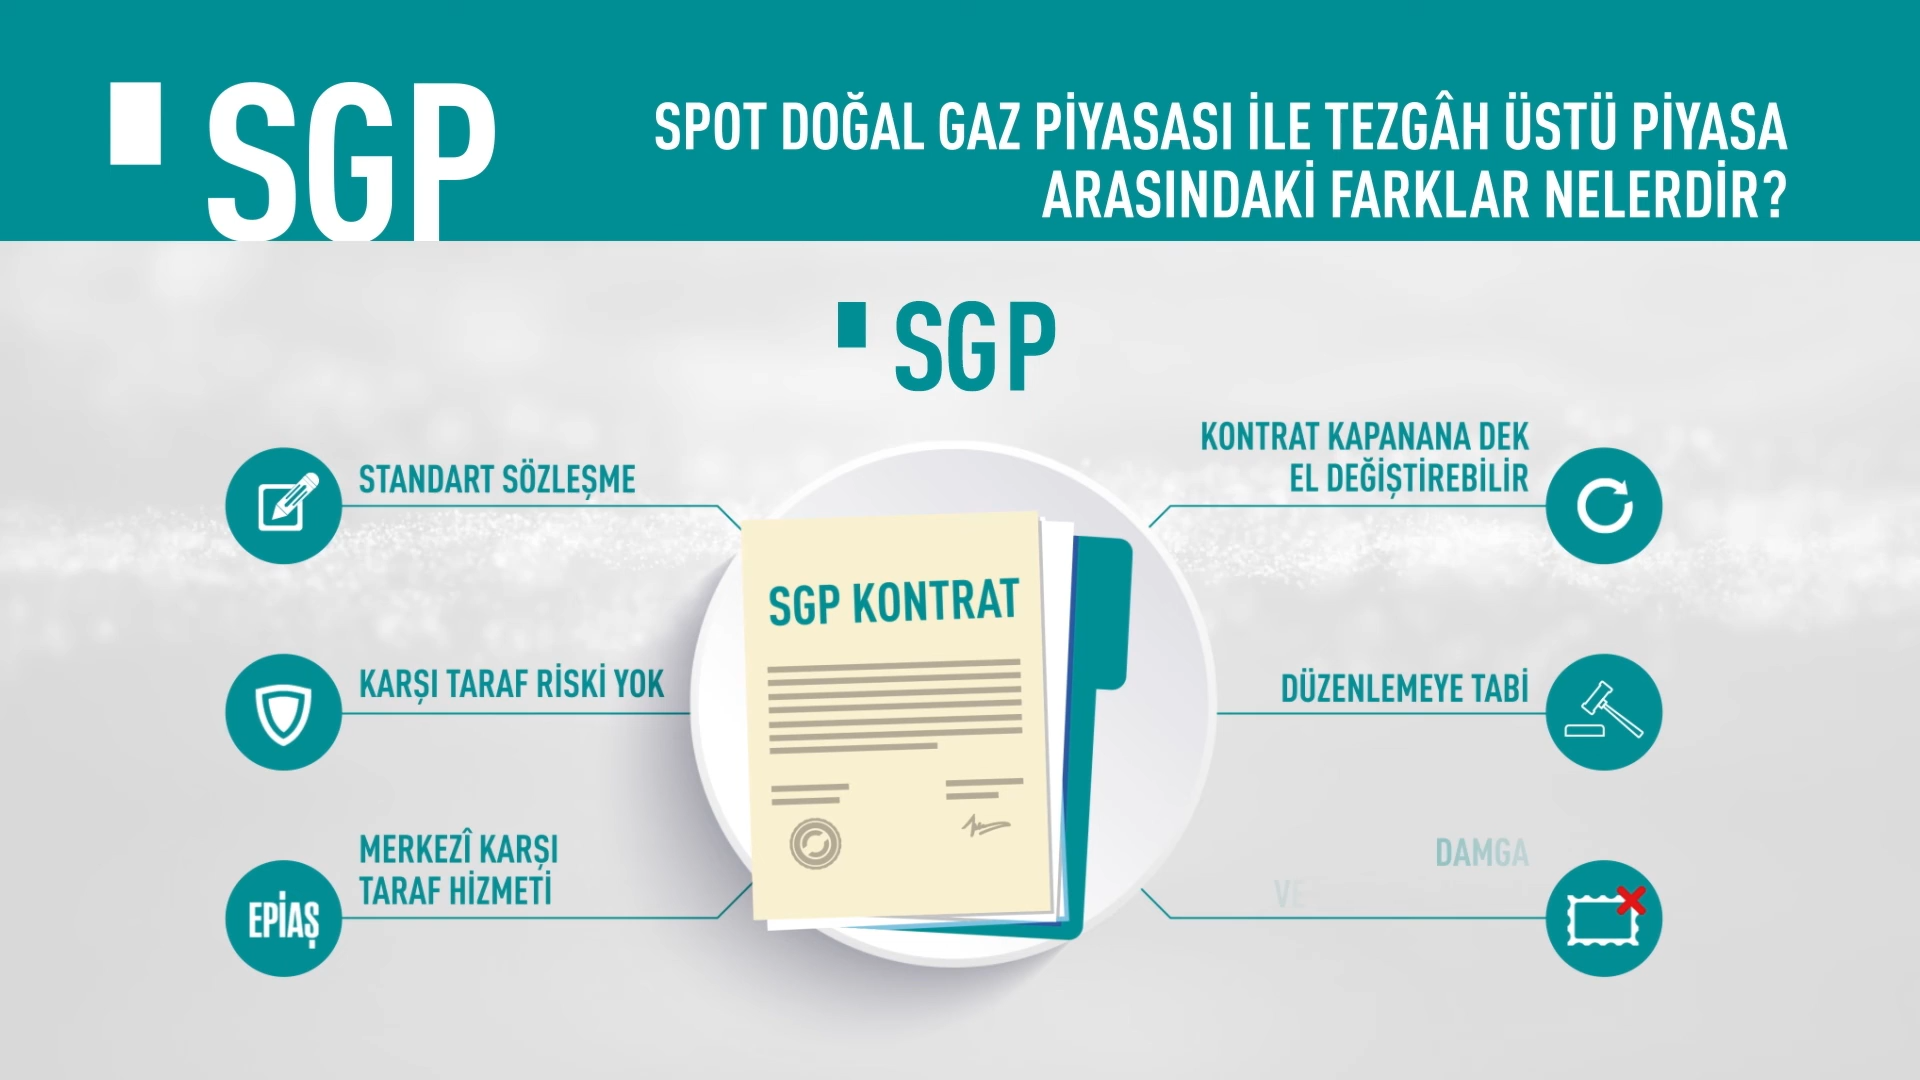 SGP
SPOT DOĞAL GAZ PİYASASI İLE TEZGÂH ÜSTÜ PİYASA
ARASINDAKİ FARKLAR NELERDİR?
SGP
STANDART SÖZLEŞME
KARŞI TARAF RİSKİ YOK
MERKEZÎ KARŞI
TARAF HİZMETİ
EPİAŞ
SGP KONTRAT
KONTRAT KAPANANA DEK
EL DEĞİŞTİREBİLİR
DÜZENLEMEYE TABİ
DAMGA
VE